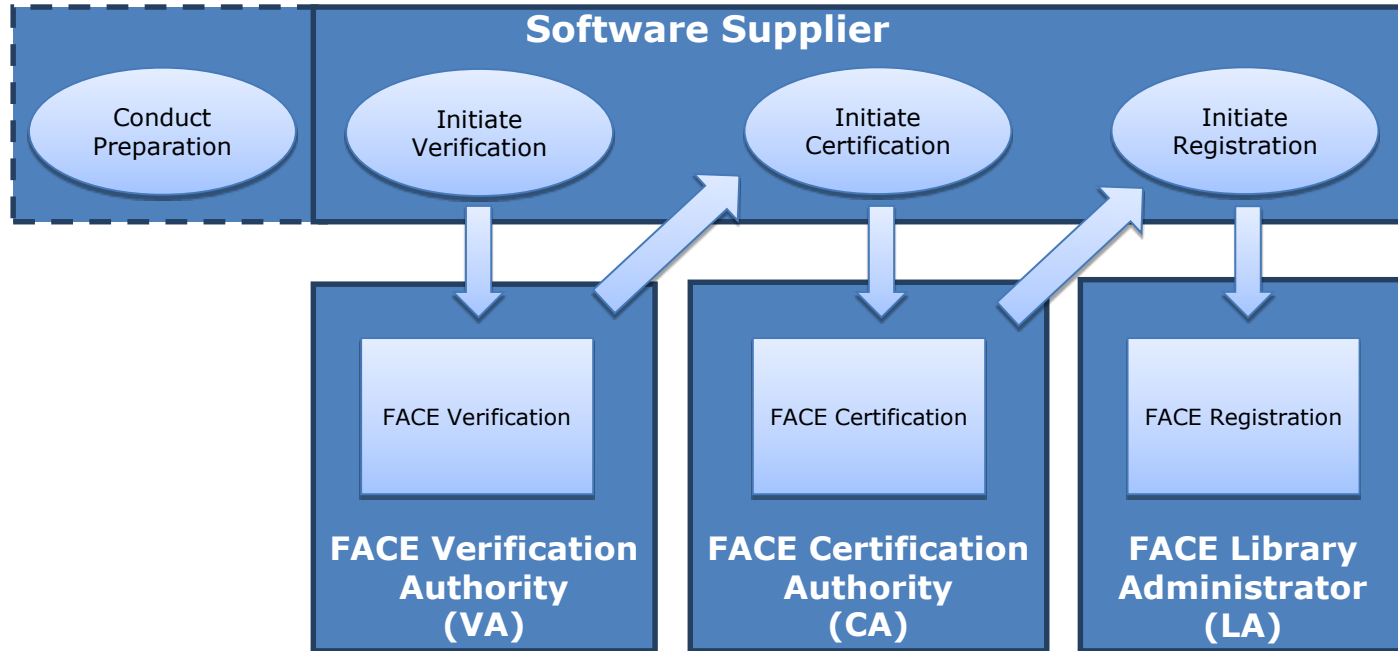 Software Supplier
Conduct
Preparation
Initiate
Verification
Initiate
Certification
Initiate
Registration
FACE Verification
FACE Certification
FACE Registration
FACE Verification
Authority
(VA)
FACE Certification
Authority
(CA)
FACE Library
Administrator
(LA)